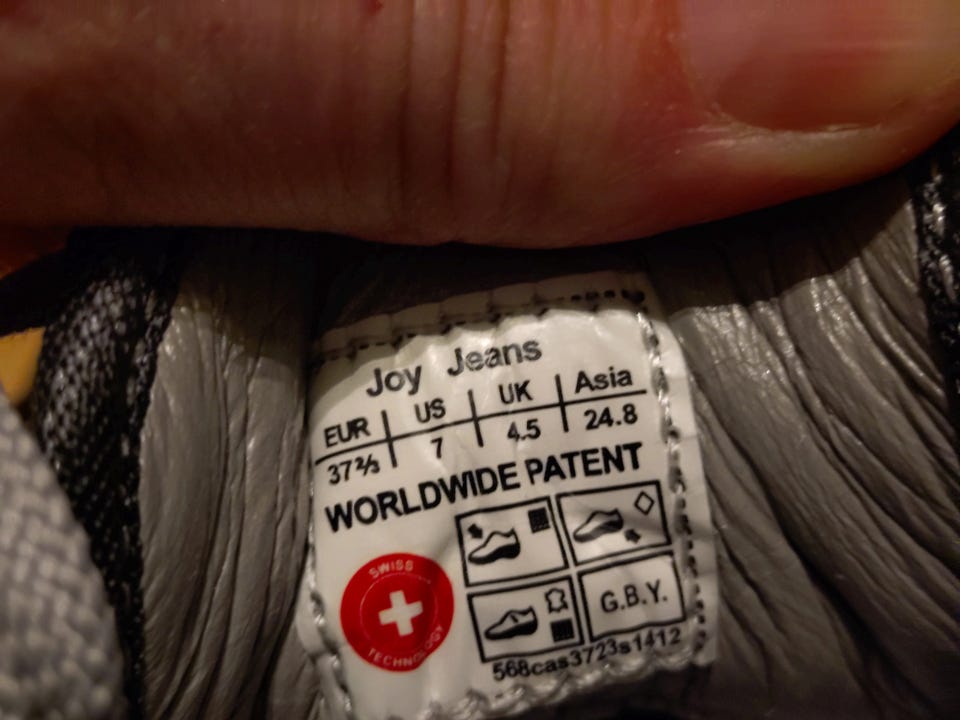 Joy Jeans
EUR US UK Asia
37⅔ 7 4.5 24.8
WORLDWIDE PATENT
SWISS
TECHNOLOGY
G.B.Y.
568cas3723s1412